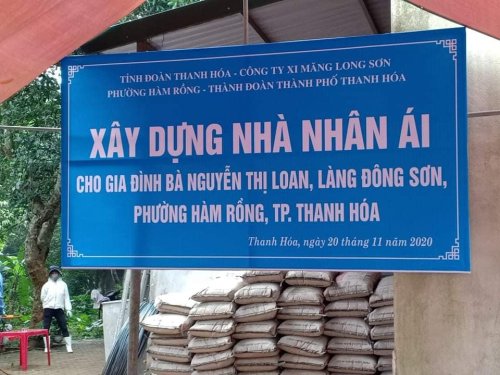 TỈNH ĐOÀN THANH HÓA - CÔNG TY XI MĂNG LONG SƠN
PHƯỜNG HÀM RỒNG - THÀNH ĐOÀN THÀNH PHỐ THANH HÓA
XÂY DỰNG NHÀ NHÂN ÁI
CHO GIA ĐÌNH BÀ NGUYỄN THỊ LOAN, LÀNG ĐÔNG SƠN,
PHƯỜNG HÀM RỒNG, TP. THANH HÓA
Thanh Hóa, ngày 20 tháng 11 năm 2020